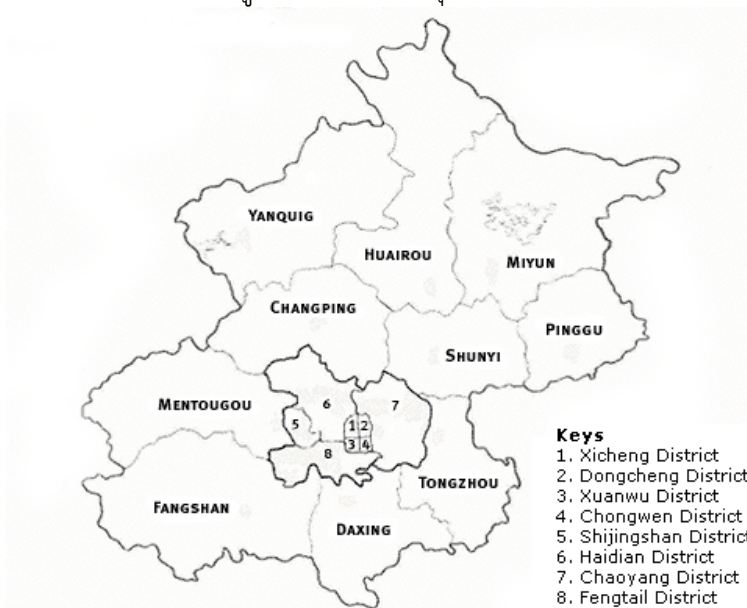 YANQUIG
HUAIROU
MIYUN
CHANGPING
PINGGU
SHUNYI
MENTOUGOU
6
7
5
1 2
3 4
8
TONGZHOU
FANGSHAN
DAXING
Keys
1. Xicheng District
2. Dongcheng District
3. Xuanwu District
4. Chongwen District
5. Shijingshan District
6. Haidian District
7. Chaoyang District
8. Fengtail District